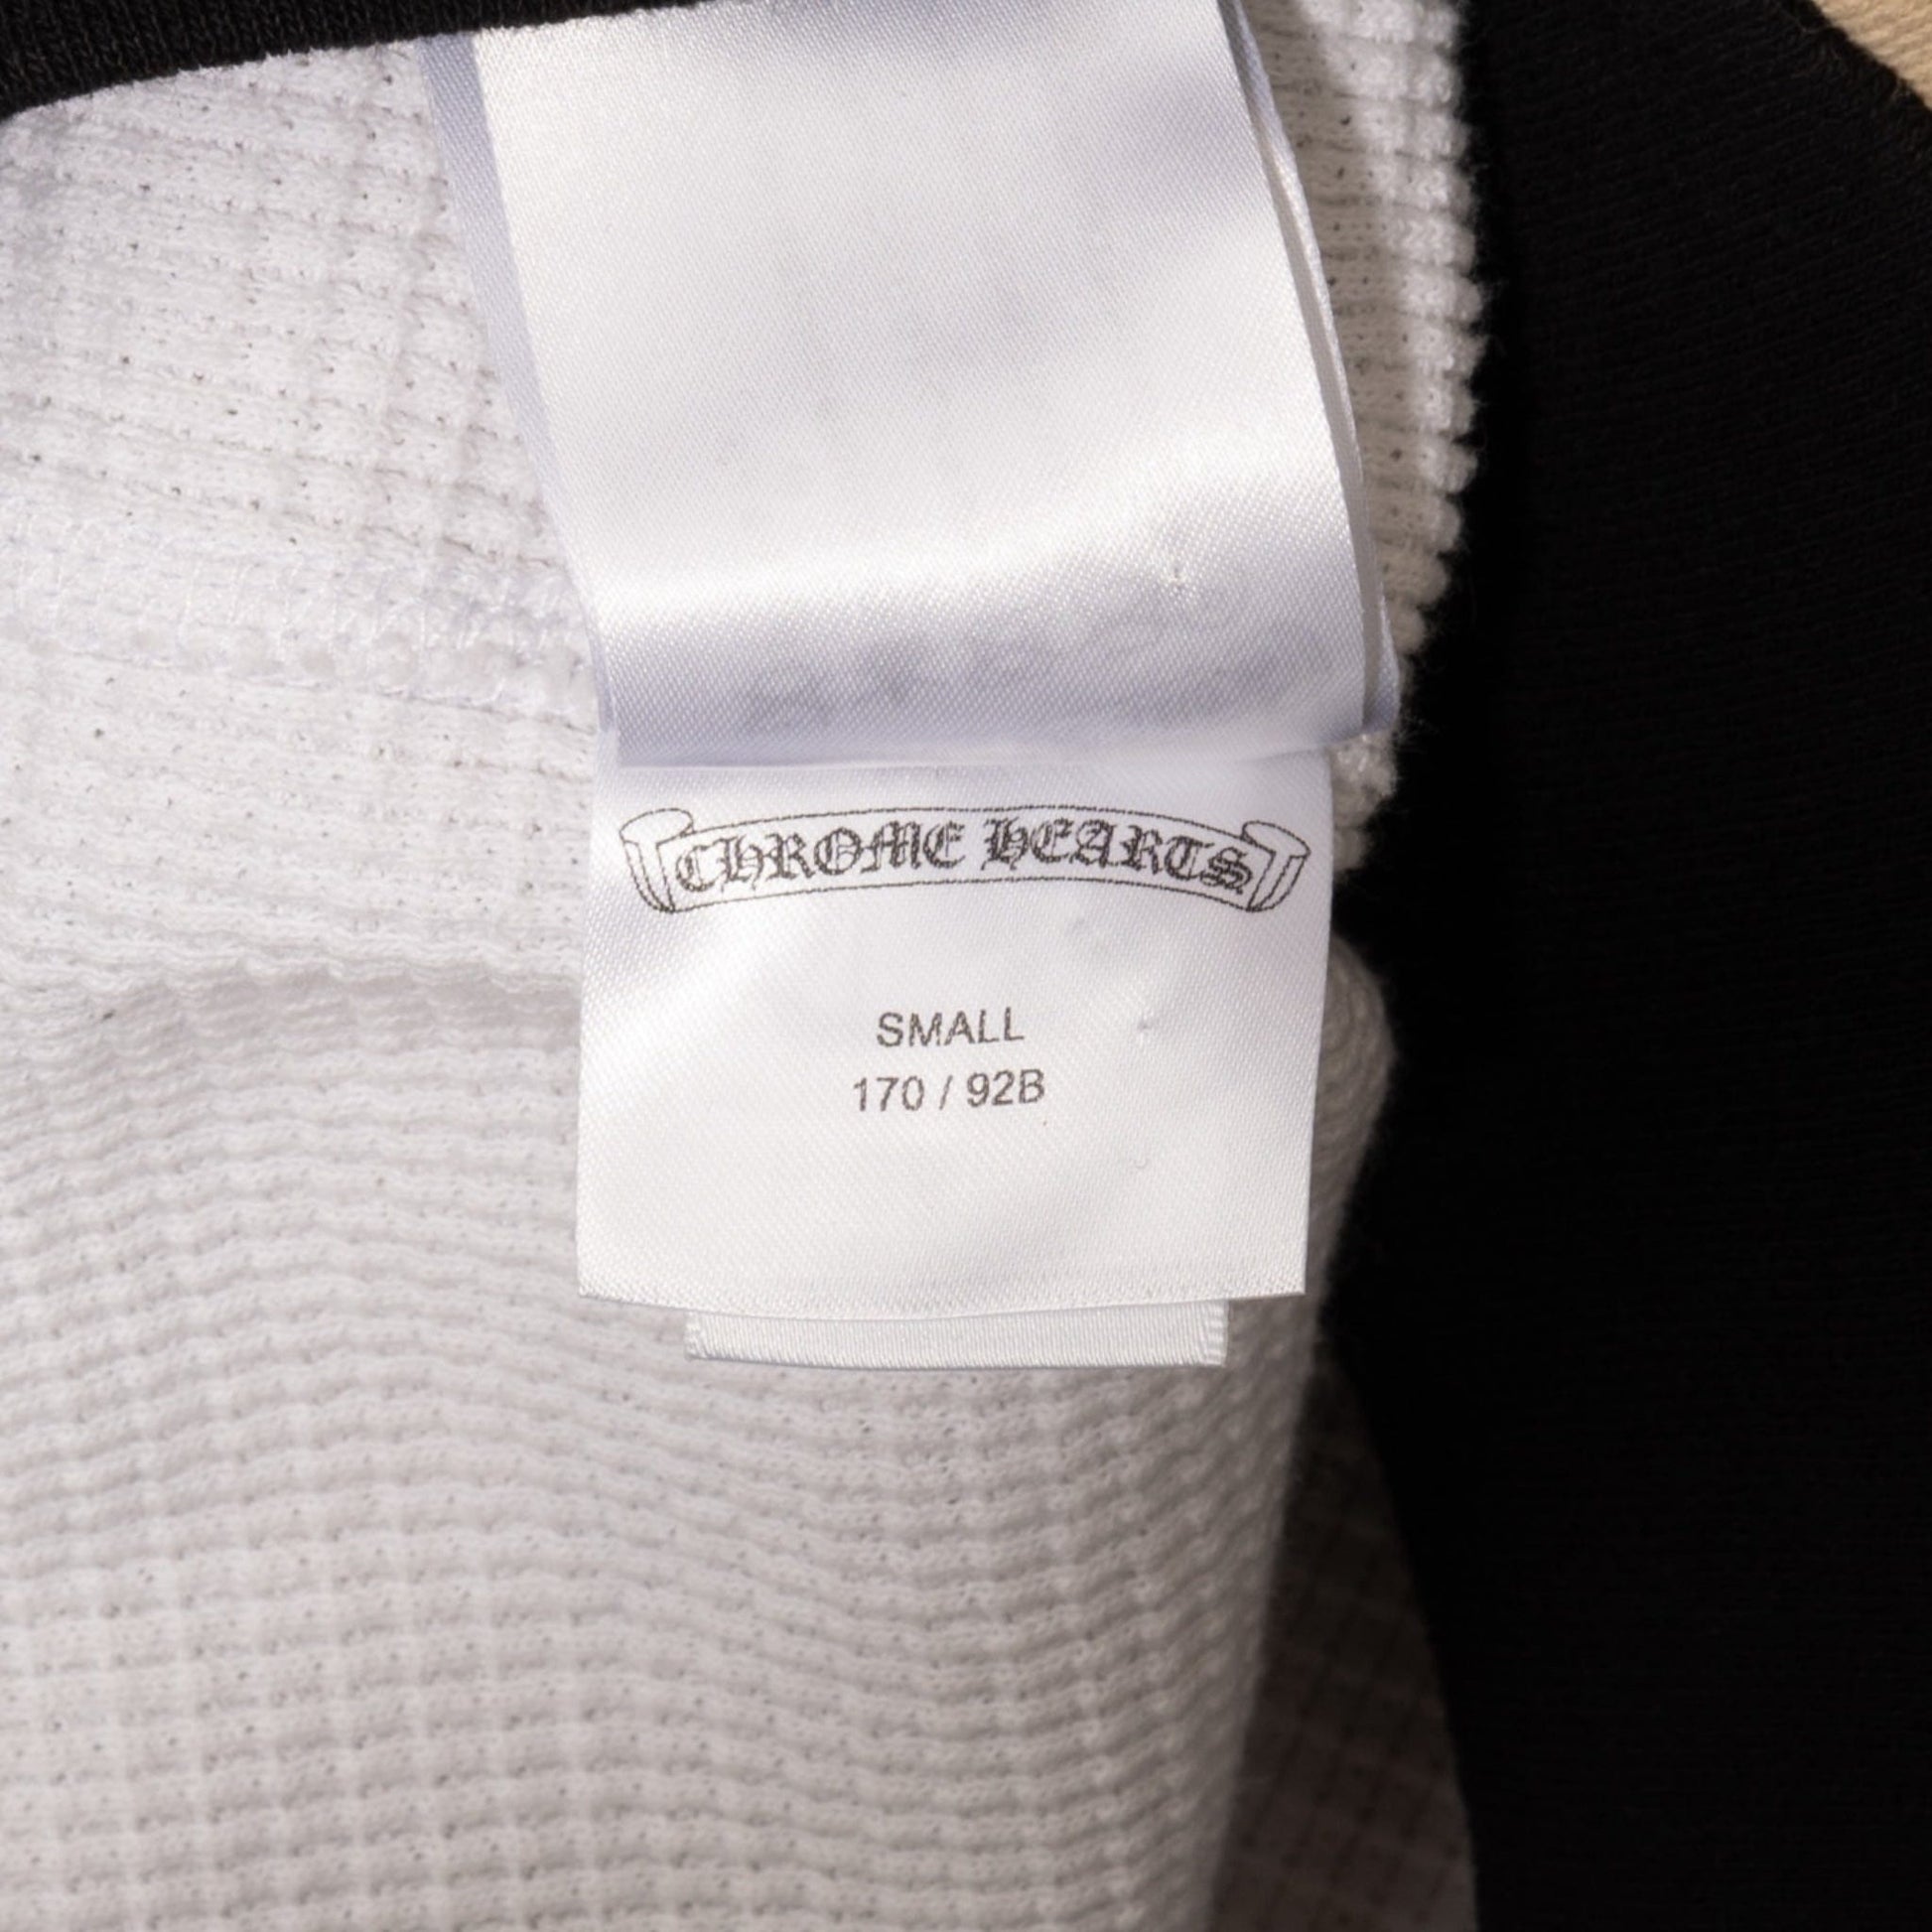 CHROME HEARTS
SMALL
170 / 92B